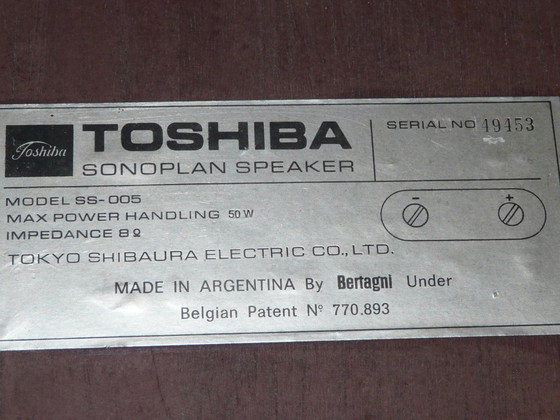 Toshiba
TOSHIBA
SONOPLAN SPEAKER
SERIAL NO 49453
MODEL SS-005
MAX POWER HANDLING 50W
IMPEDANCE 8Ω
- +
TOKYO SHIBAURA ELECTRIC CO., LTD.
MADE IN ARGENTINA By Bertagni Under
Belgian Patent Nº 770.893